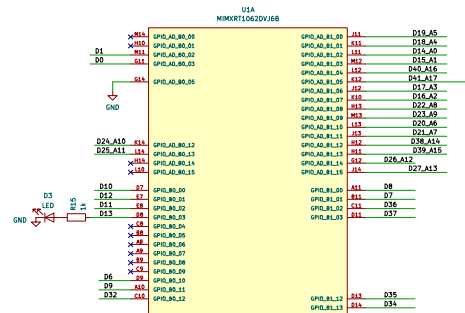 U1A
MIMXRT1062DVJ6B
M14 GPIO_AD_B0_00 GPIO_AD_B1_00 J11 D19_A5
H10 GPIO_AD_B0_01 GPIO_AD_B1_01 K11 D18_A4
D1 M11 GPIO_AD_B0_02 GPIO_AD_B1_02 L11 D14_A0
D0 G11 GPIO_AD_B0_03 GPIO_AD_B1_03 M12 D15_A1
GPIO_AD_B1_04 L12 D40_A16
G14 GPIO_AD_B0_05 GPIO_AD_B1_05 K12 D41_A17
GPIO_AD_B1_06 J12 D17_A3
GND GPIO_AD_B1_07 K10 D16_A2
GPIO_AD_B1_08 H13 D22_A8
GPIO_AD_B1_09 M13 D23_A9
GPIO_AD_B1_10 L13 D20_A6
GPIO_AD_B1_11 J13 D21_A7
D24_A10 K14 GPIO_AD_B0_12 GPIO_AD_B1_12 H12 D38_A14
D25_A11 L14 GPIO_AD_B0_13 GPIO_AD_B1_13 H11 D39_A15
H14 GPIO_AD_B0_14 GPIO_AD_B1_14 G12 D26_A12
L10 GPIO_AD_B0_15 GPIO_AD_B1_15 J14 D27_A13
D10 D7 GPIO_B0_00 GPIO_B1_00 A11 D8
D12 E7 GPIO_B0_01 GPIO_B1_01 B11 D7
D11 E8 GPIO_B0_02 GPIO_B1_02 C11 D36
D13 D8 GPIO_B0_03 GPIO_B1_03 D11 D37
D3
LED
GND
R15
1k
C8 GPIO_B0_04
B8 GPIO_B0_05
A8 GPIO_B0_06
A9 GPIO_B0_07
B9 GPIO_B0_08
C9 GPIO_B0_09
D6 D9 GPIO_B0_10
D9 A10 GPIO_B0_11
D32 C10 GPIO_B0_12 GPIO_B1_12 D13 D35
GPIO_B1_13 D14 D34